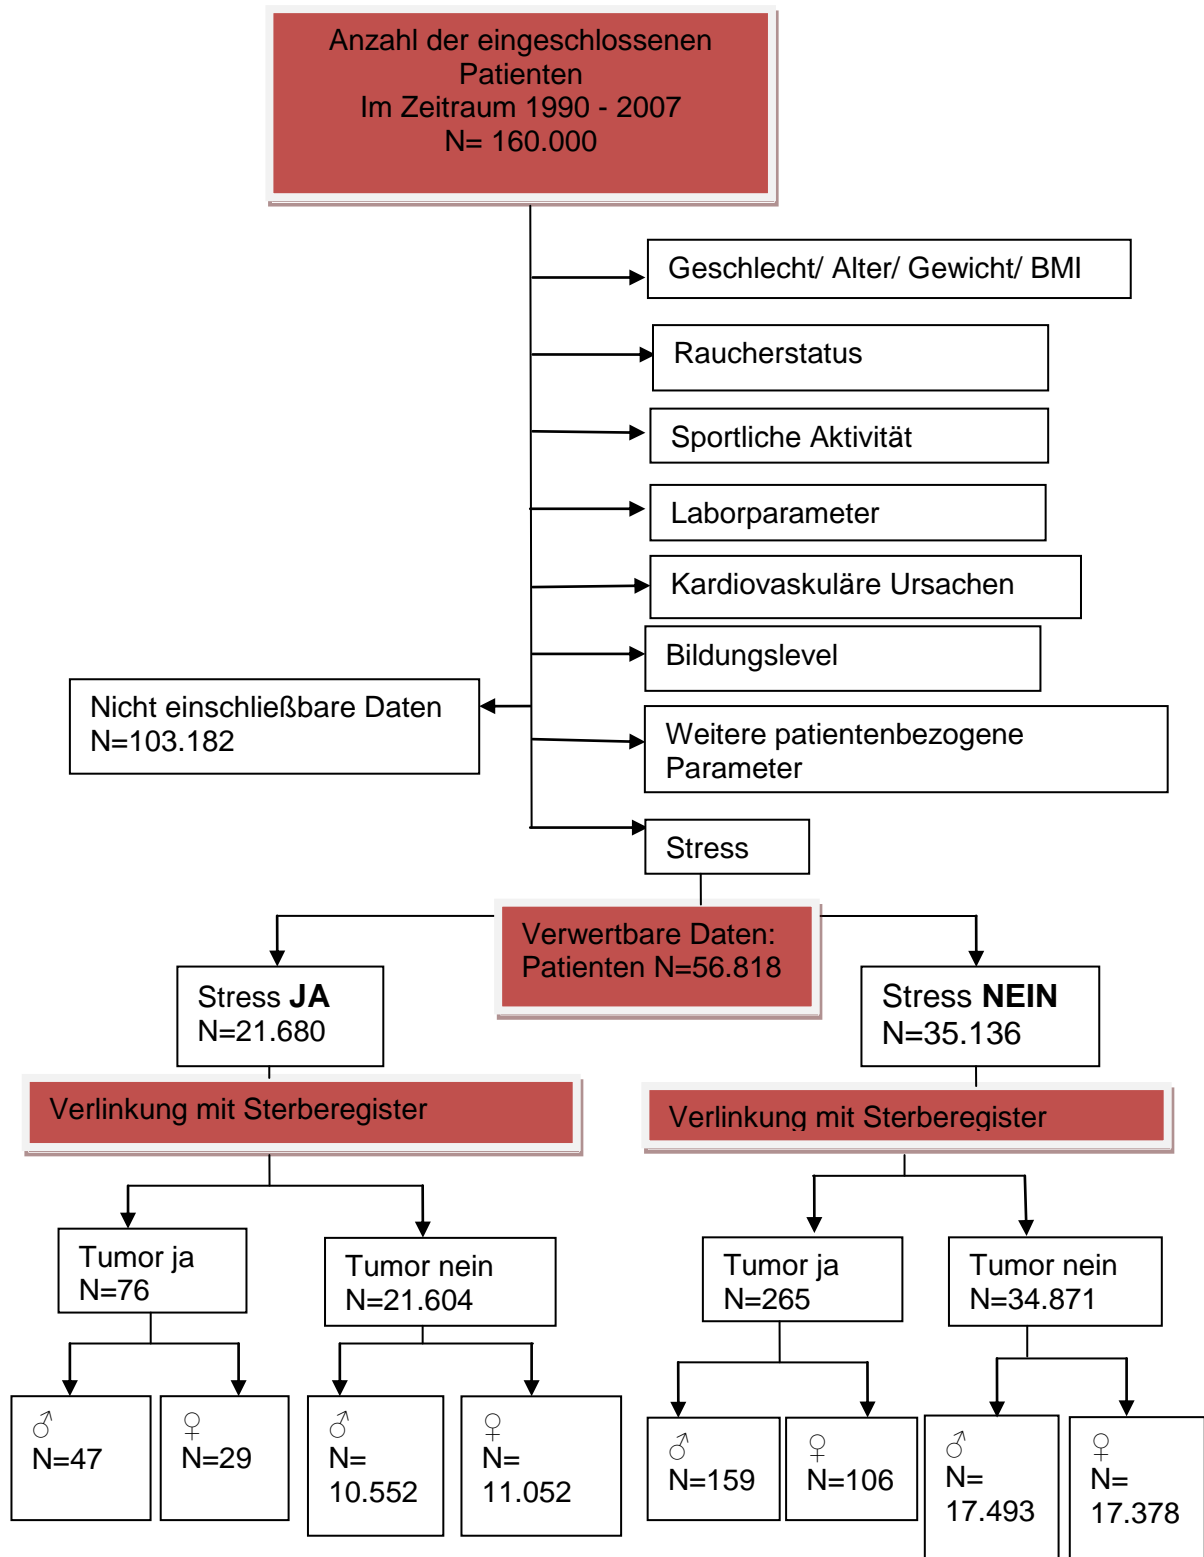 Anzahl der eingeschlossenen
Patienten
Im Zeitraum 1990 - 2007
N= 160.000
Geschlecht/ Alter/ Gewicht/ BMI
Raucherstatus
Sportliche Aktivität
Laborparameter
Kardiovaskuläre Ursachen
Bildungslevel
Nicht einschließbare Daten
N=103.182
Weitere patientenbezogene
Parameter
Stress
Verwertbare Daten:
Patienten N=56.818
Stress JA
N=21.680
Stress NEIN
N=35.136
Verlinkung mit Sterberegister
Verlinkung mit Sterberegister
Tumor ja
N=76
Tumor nein
N=21.604
Tumor ja
N=265
Tumor nein
N=34.871
♂
N=47
♀
N=29
♂
N=
10.552
♀
N=
11.052
♂
N=159
♀
N=106
♂
N=
17.493
♀
N=
17.378